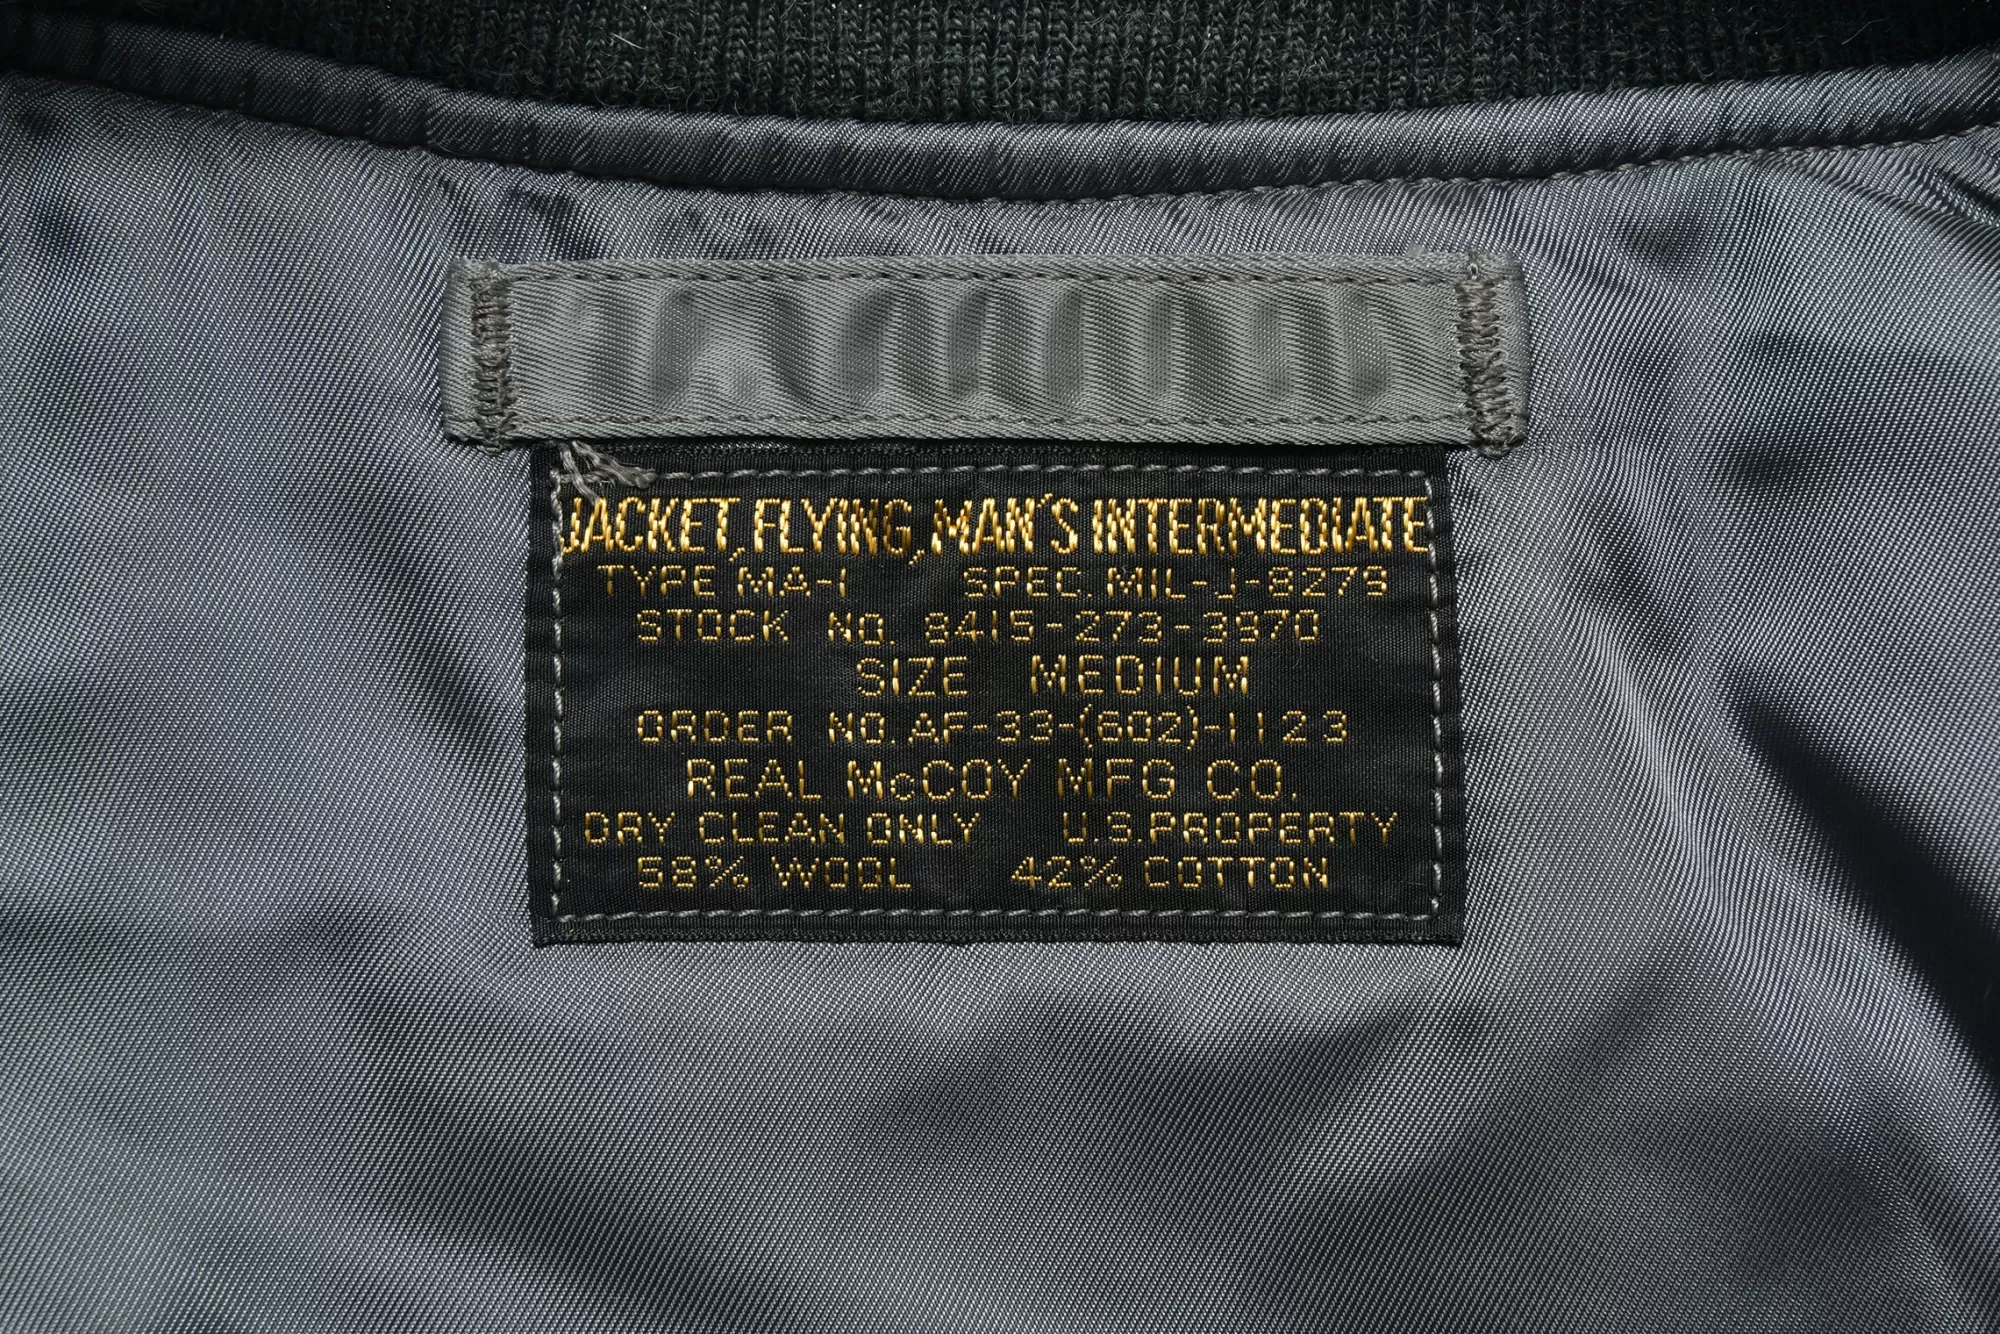 JACKET, FLYING, MAN'S INTERMEDIATE
TYPE MA-1 SPEC. MIL-J-8279
STOCK NO. 8415-273-3970
SIZE MEDIUM
ORDER NO. AF-33-(602)-1123
REAL McCOY MFG CO.
DRY CLEAN ONLY U.S. PROPERTY
58% WOOL 42% COTTON